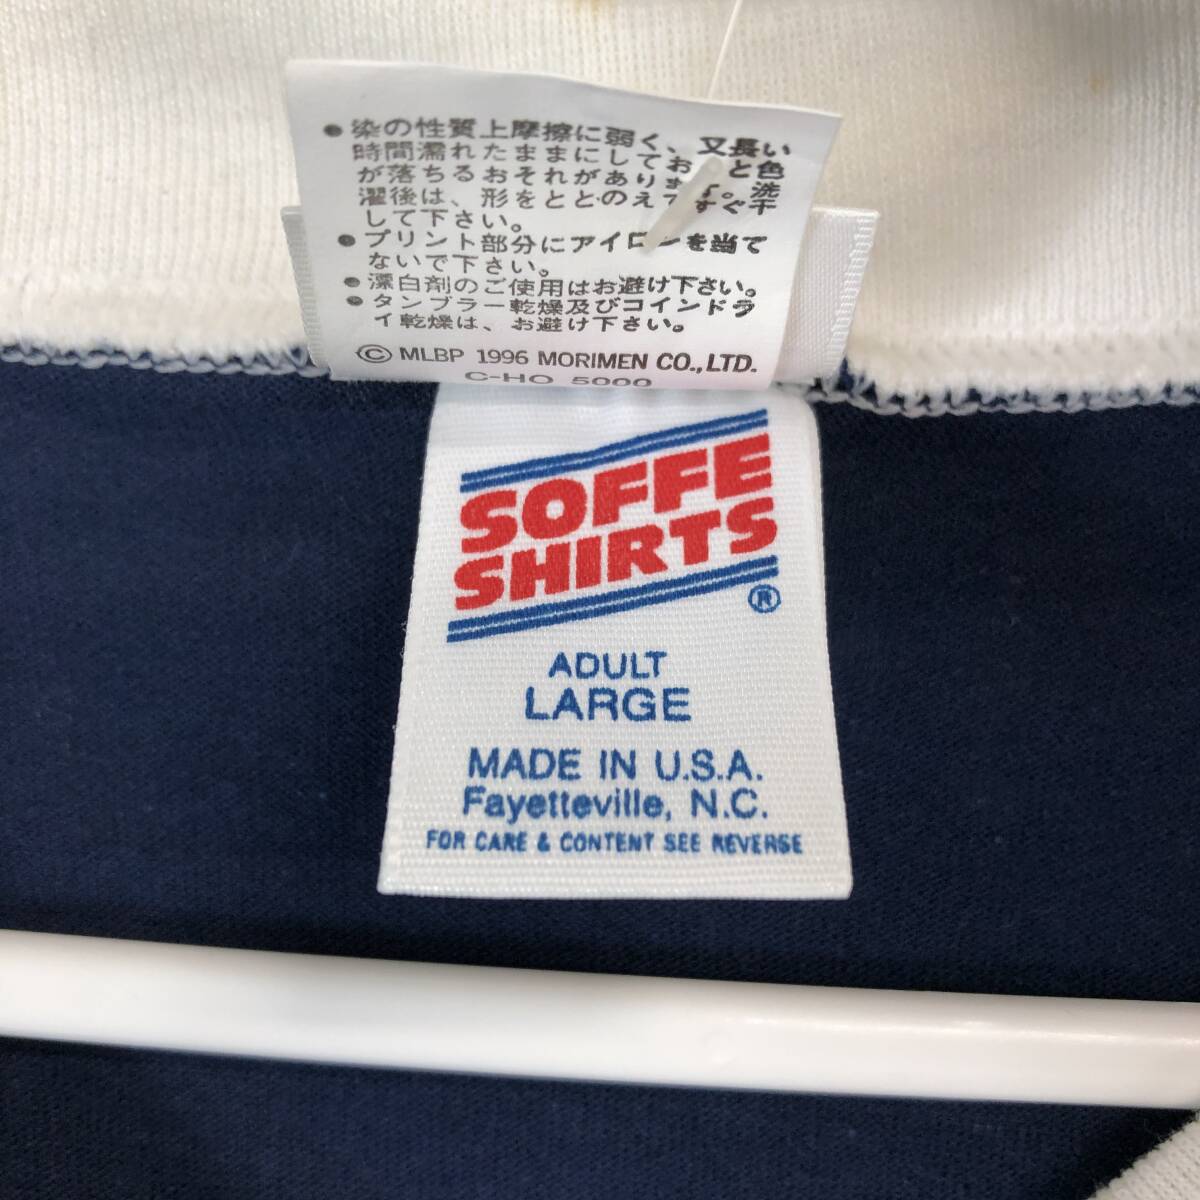 ● 染の性質上摩擦に弱く、又長い
時間濡れたままにしてお と色
が落ちるおそれがあります。洗
濯後は、形をととのえてすぐ干
して下さい。
● プリント部分にアイロンを当て
ないで下さい。
● 漂白剤のご使用はお避け下さい。
● タンブラー乾燥及びコインドラ
イ乾燥は、お避け下さい。
© MLBP 1996 MORIMEN CO.,LTD.
C-HO 5000
SOFFE
SHIRTS
®
ADULT
LARGE
MADE IN U.S.A.
Fayetteville, N.C.
FOR CARE & CONTENT SEE REVERSE